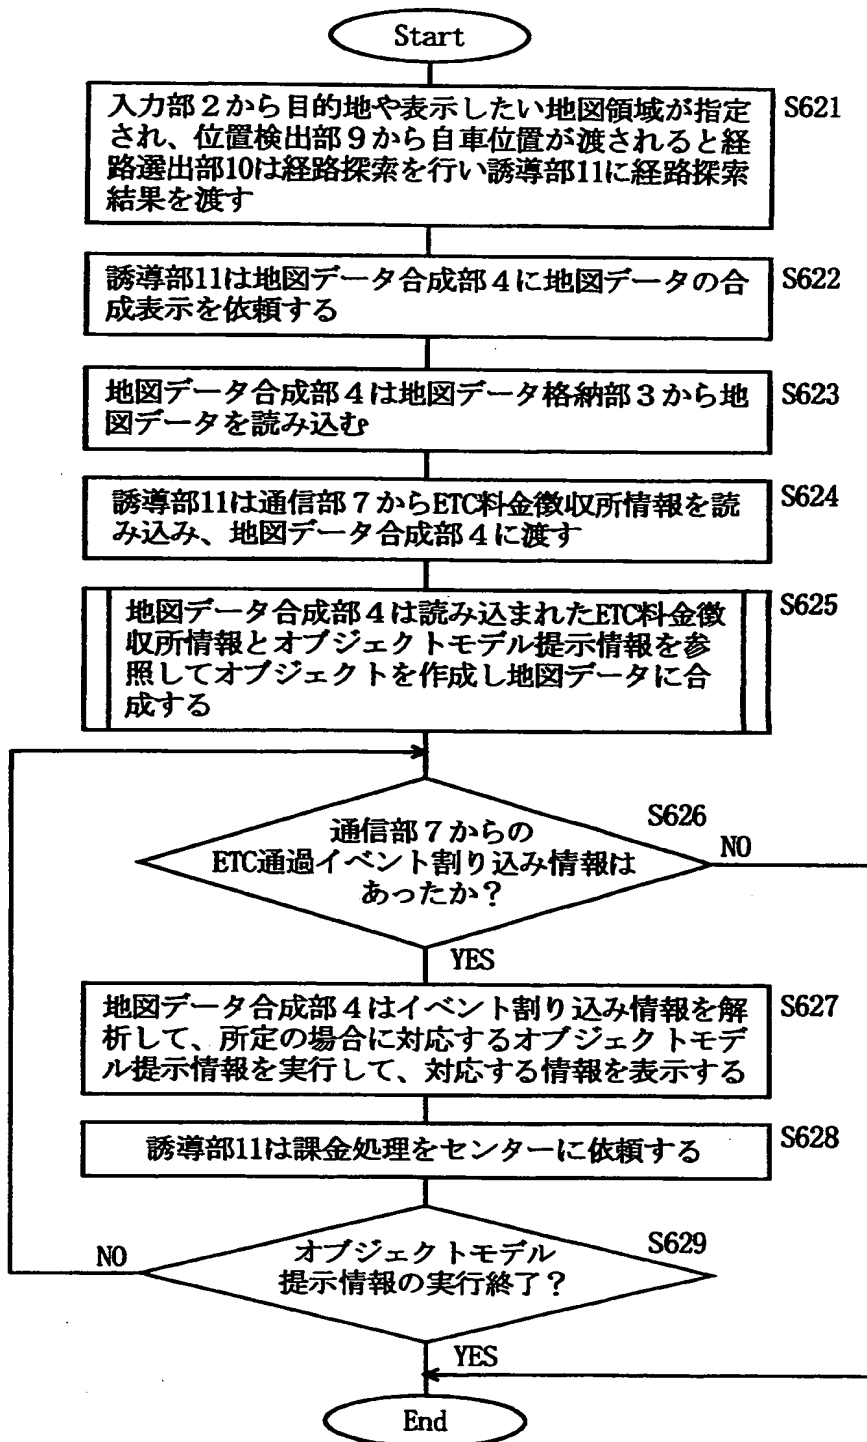 Start
入力部2から目的地や表示したい地図領域が指定
され、位置検出部9から自車位置が渡されると経
路選出部10は経路探索を行い誘導部11に経路探索
結果を渡す
S621
誘導部11は地図データ合成部4に地図データの合
成表示を依頼する
S622
地図データ合成部4は地図データ格納部3から地
図データを読み込む
S623
誘導部11は通信部7からETC料金徴収所情報を読
み込み、地図データ合成部4に渡す
S624
地図データ合成部4は読み込まれたETC料金徴
収所情報とオブジェクトモデル提示情報を参
照してオブジェクトを作成し地図データに合
成する
S625
通信部7からの
ETC通過イベント割り込み情報は
あったか?
S626
NO
YES
地図データ合成部4はイベント割り込み情報を解
析して、所定の場合に対応するオブジェクトモ
デル提示情報を実行して、対応する情報を表示する
S627
誘導部11は課金処理をセンターに依頼する
S628
オブジェクトモデル
提示情報の実行終了?
S629
NO
YES
End